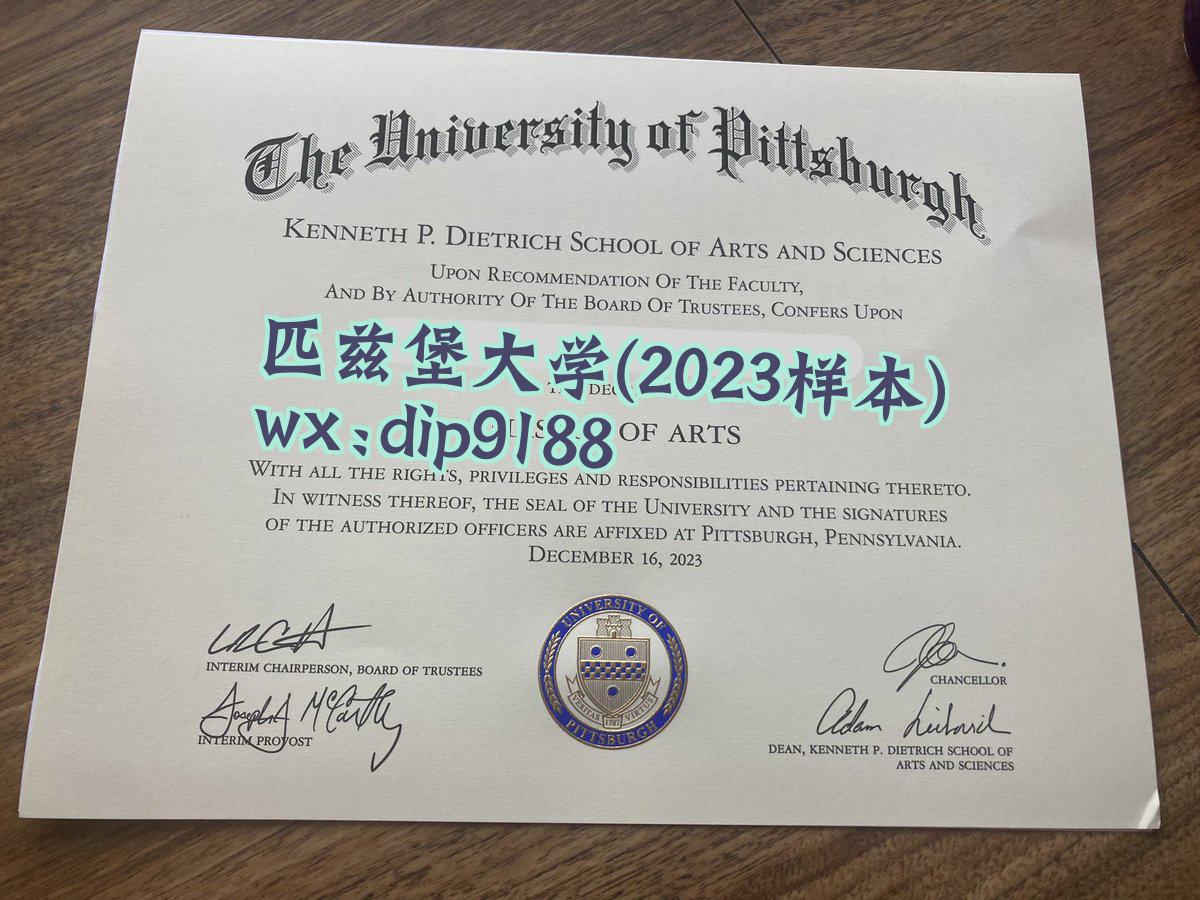 The University of Pittsburgh
KENNETH P. DIETRICH SCHOOL OF ARTS AND SCIENCES
UPON RECOMMENDATION OF THE FACULTY,
AND BY AUTHORITY OF THE BOARD OF TRUSTEES, CONFERS UPON
匹兹堡大学(2023样本)
wx:dip9188
OF ARTS
WITH ALL THE RIGHTS, PRIVILEGES AND RESPONSIBILITIES PERTAINING THERETO.
IN WITNESS THEREOF, THE SEAL OF THE UNIVERSITY AND THE SIGNATURES
OF THE AUTHORIZED OFFICERS ARE AFFIXED AT PITTSBURGH, PENNSYLVANIA.
DECEMBER 16, 2023
INTERIM CHAIRPERSON, BOARD OF TRUSTEES
Joseph J McCarthy
INTERIM PROVOST
UNIVERSITY OF
VERITAS 1787 VIRTUS
PITTSBURGH
CHANCELLOR
Adam
DEAN, KENNETH P. DIETRICH SCHOOL OF
ARTS AND SCIENCES